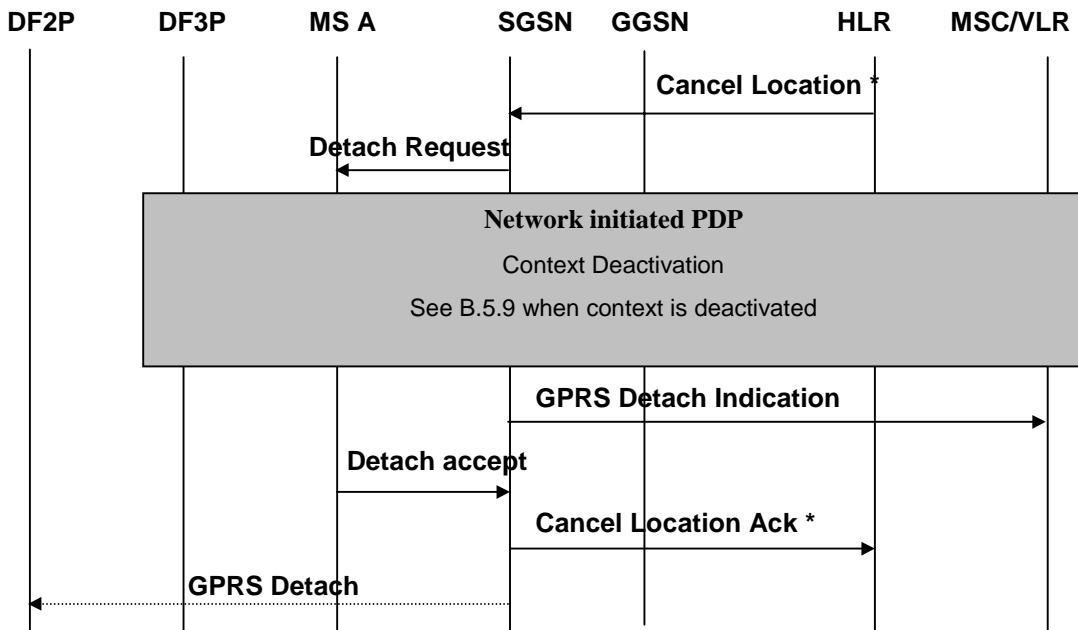 DF2P DF3P MS A SGSN GGSN HLR MSC/VLR
Cancel Location *
Detach Request
Network initiated PDP
Context Deactivation
See B.5.9 when context is deactivated
GPRS Detach Indication
Detach accept
Cancel Location Ack *
GPRS Detach